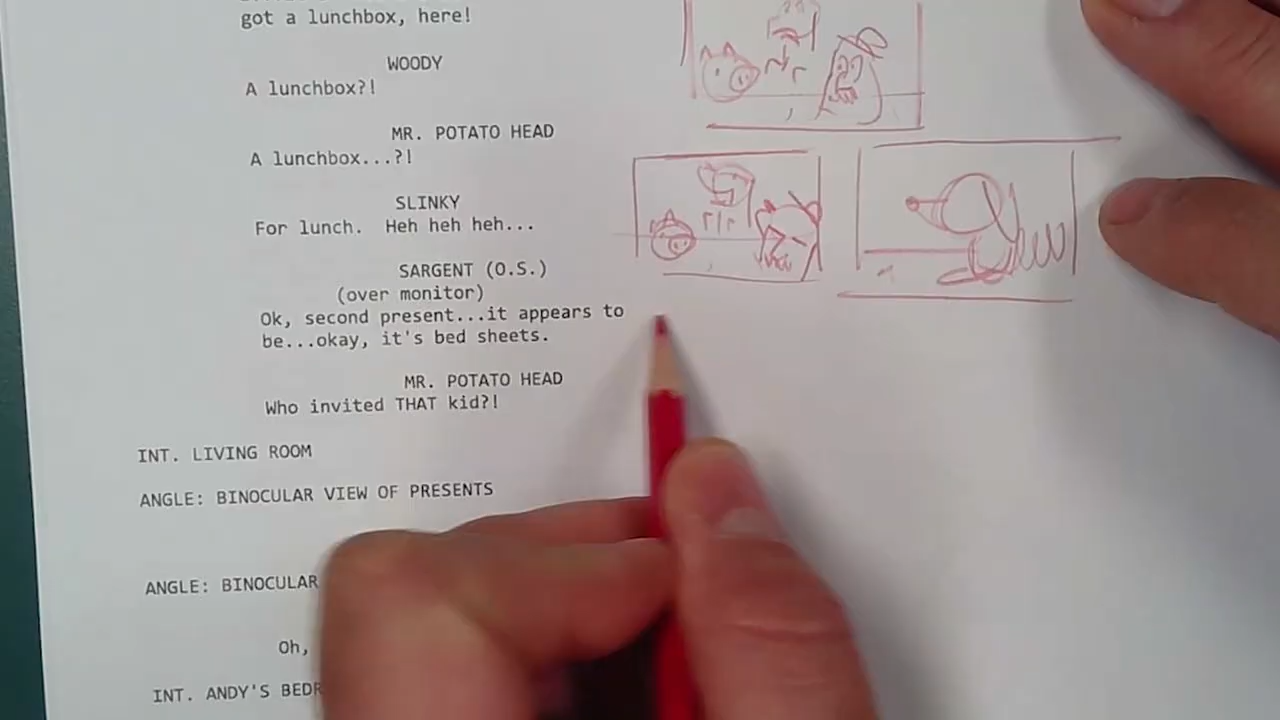 got a lunchbox, here!
WOODY
A lunchbox?!
MR. POTATO HEAD
A lunchbox...?!
SLINKY
For lunch. Heh heh heh...
SARGENT (O.S.)
(over monitor)
Ok, second present...it appears to
be...okay, it's bed sheets.
MR. POTATO HEAD
Who invited THAT kid?!
INT. LIVING ROOM
ANGLE: BINOCULAR VIEW OF PRESENTS
ANGLE: BINOCULAR
Oh,
INT. ANDY'S BEDR